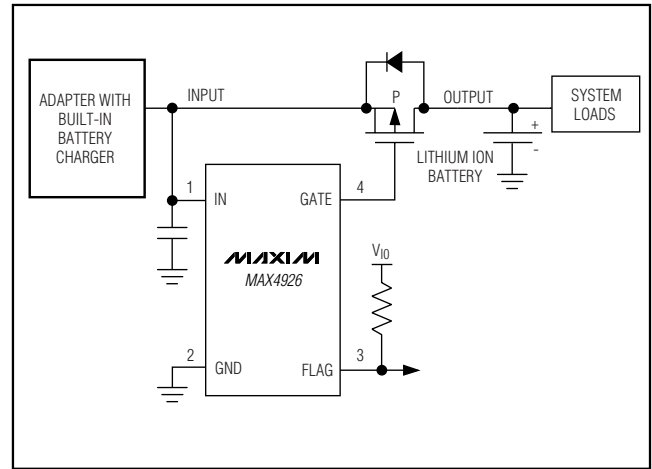 ADAPTER WITH
BUILT-IN
BATTERY
CHARGER
INPUT
P
OUTPUT
SYSTEM
LOADS
+
-
LITHIUM ION
BATTERY
1
IN
GATE
4
MAXIM
MAX4926
VIO
2
GND
FLAG
3